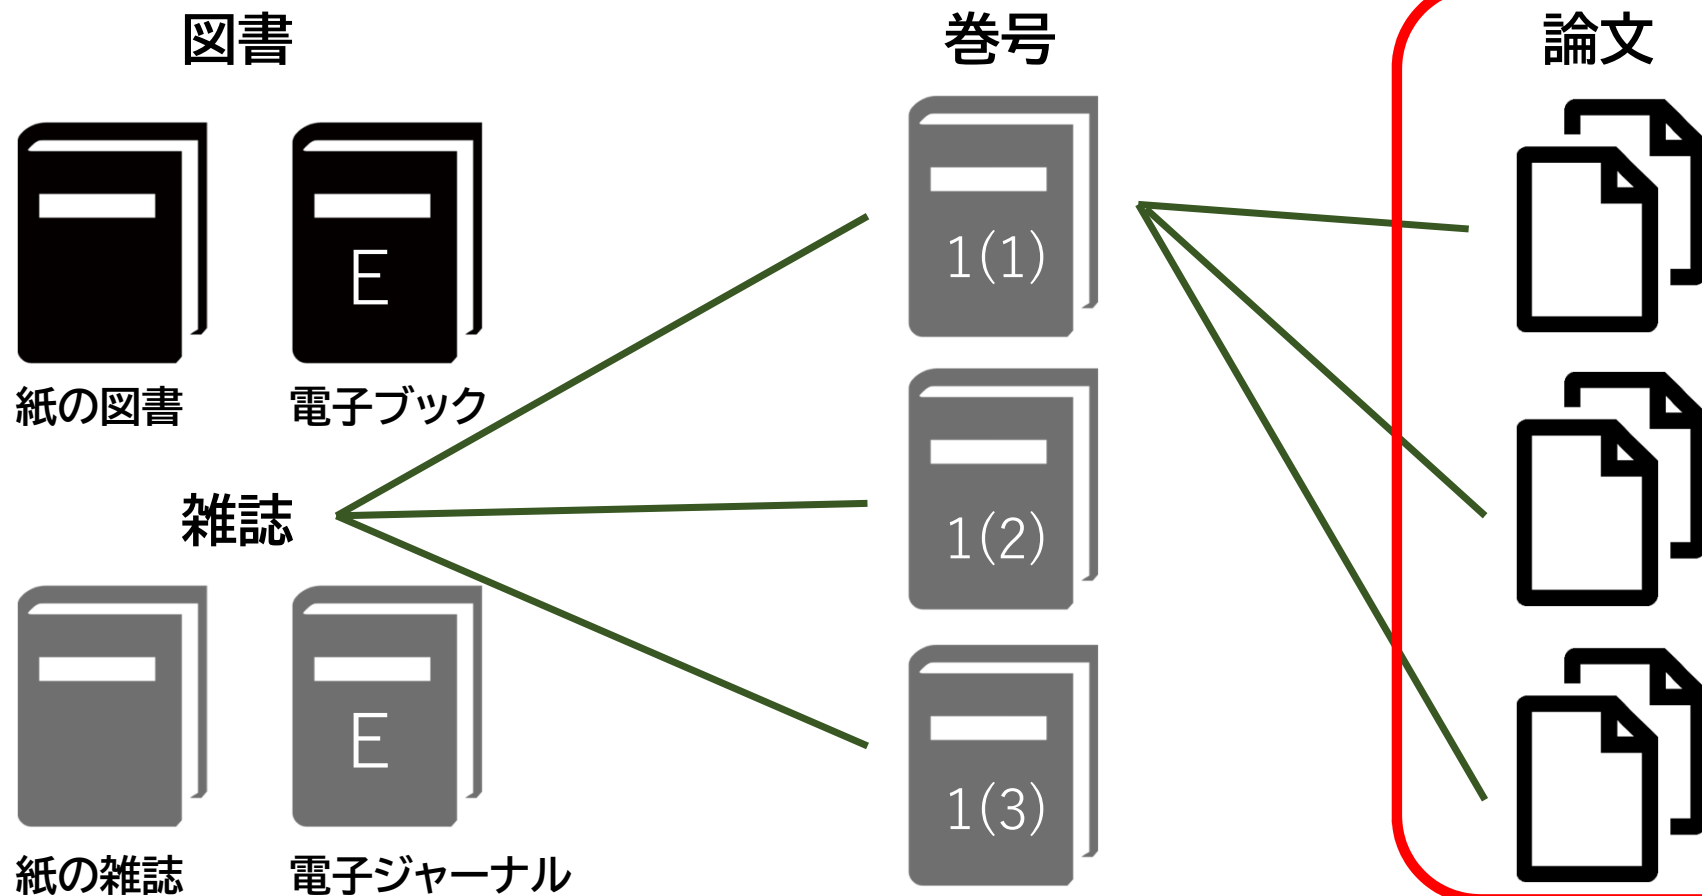 図書
紙の図書
E
電子ブック
雑誌
紙の雑誌
E
電子ジャーナル
巻号
1(1)
1(2)
1(3)
論文